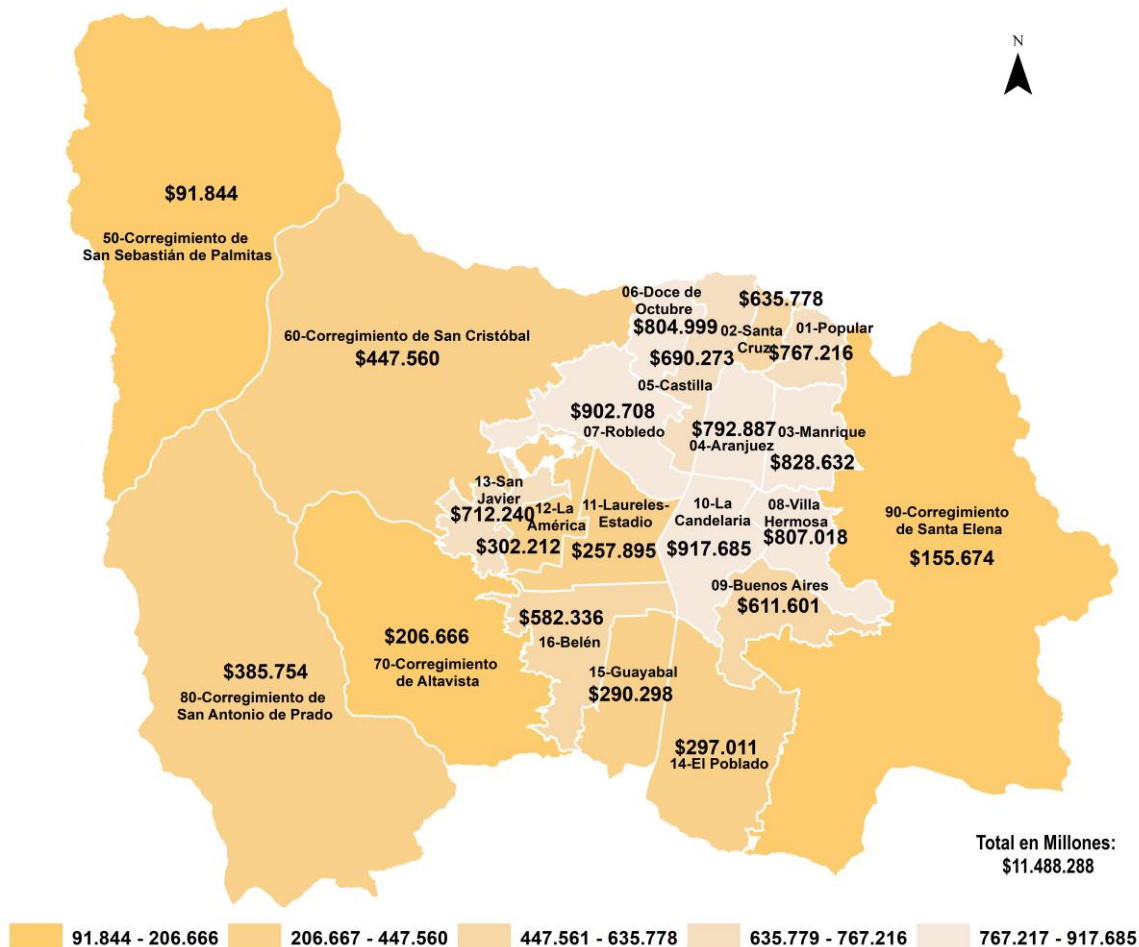 N
$91.844
50-Corregimiento de
San Sebastián de Palmitas
60-Corregimiento de San Cristóbal
$447.560
06-Doce de
Octubre
$804.999
$635.778
02-Santa
Cruz
01-Popular
$767.216
$690.273
05-Castilla
$902.708
07-Robledo
$792.887
04-Aranjuez
03-Manrique
$828.632
13-San
Javier
$712.240
12-La
América
$302.212
11-Laureles-
Estadio
$257.895
10-La
Candelaria
$917.685
08-Villa
Hermosa
$807.018
90-Corregimiento
de Santa Elena
$155.674
09-Buenos Aires
$611.601
$582.336
16-Belén
$206.666
70-Corregimiento
de Altavista
$385.754
80-Corregimiento de
San Antonio de Prado
15-Guayabal
$290.298
$297.011
14-El Poblado
Total en Millones:
$11.488.288
91.844 - 206.666
206.667 - 447.560
447.561 - 635.778
635.779 - 767.216
767.217 - 917.685